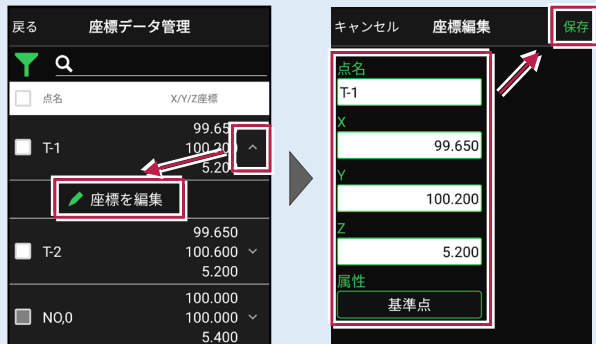 戻る 座標データ管理
点名 X/Y/Z座標
99.650
T-1 100.200
5.200
座標を編集
99.650
T-2 100.600
5.200
100.000
NO,0 100.000
5.400
キャンセル 座標編集 保存
点名
T-1
X
99.650
Y
100.200
Z
5.200
属性
基準点